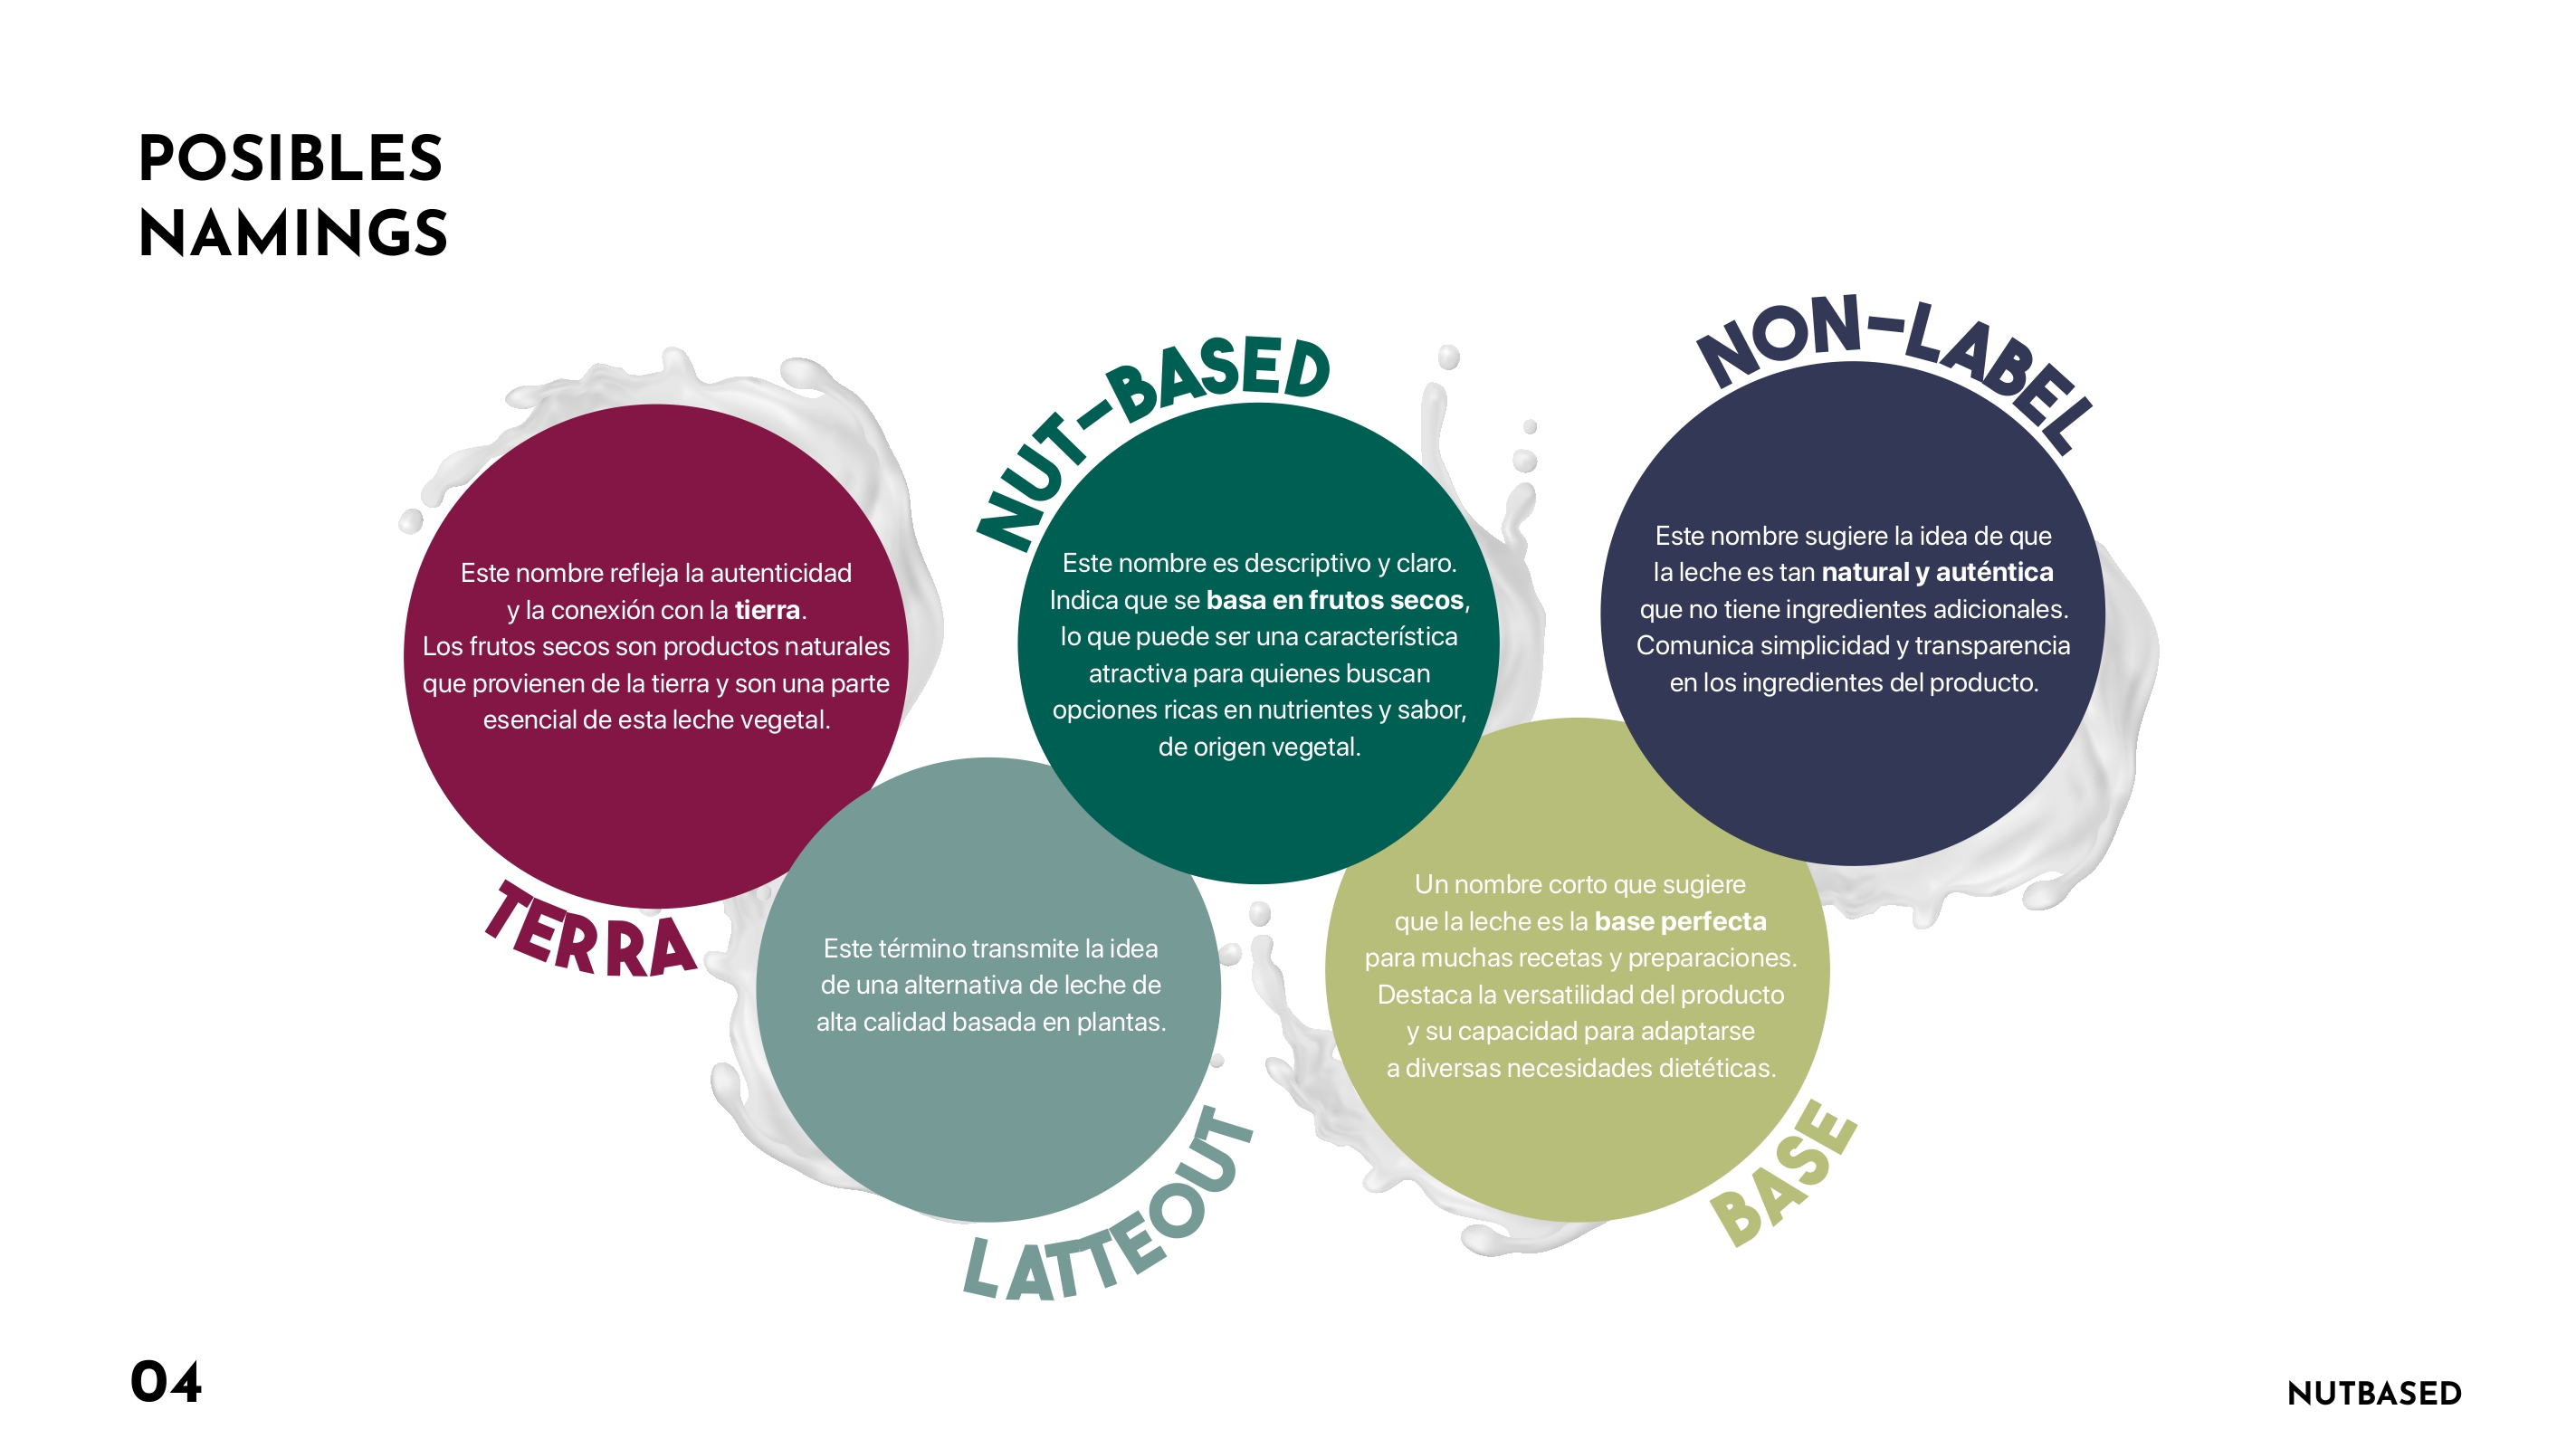 POSIBLES
NAMINGS
Este nombre refleja la autenticidad
y la conexión con la tierra.
Los frutos secos son productos naturales
que provienen de la tierra y son una parte
esencial de esta leche vegetal.
TERRA
Este término transmite la idea
de una alternativa de leche de
alta calidad basada en plantas.
LATTEOUT
NUT-BASED
Este nombre es descriptivo y claro.
Indica que se basa en frutos secos,
lo que puede ser una característica
atractiva para quienes buscan
opciones ricas en nutrientes y sabor,
de origen vegetal.
Un nombre corto que sugiere
que la leche es la base perfecta
para muchas recetas y preparaciones.
Destaca la versatilidad del producto
y su capacidad para adaptarse
a diversas necesidades dietéticas.
BASE
NON-LABEL
Este nombre sugiere la idea de que
la leche es tan natural y auténtica
que no tiene ingredientes adicionales.
Comunica simplicidad y transparencia
en los ingredientes del producto.
04
NUTBASED